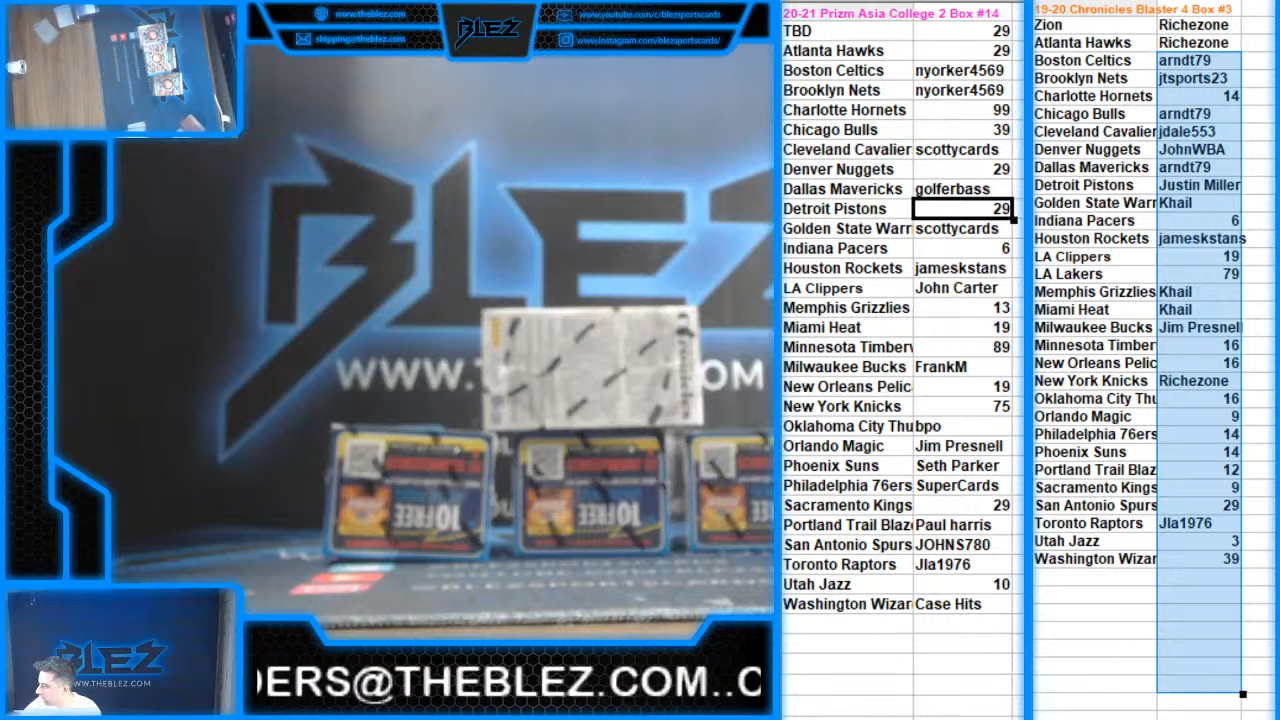 www.theblez.com
shipping@theblez.com
BLEZ
www.youtube.com/c/blezsportscards/
www.instagram.com/blezsportscards/
BLEZ
WWW.
OM
Chronicles
10 FREE
10 FREE
BLEZ
WWW.THEBLEZ.COM
DERS@THEBLEZ.COM..C
20-21 Prizm Asia College 2 Box #14
TBD 29
Atlanta Hawks 29
Boston Celtics nyorker4569
Brooklyn Nets nyorker4569
Charlotte Hornets 99
Chicago Bulls 39
Cleveland Cavalier scottycards
Denver Nuggets 29
Dallas Mavericks golferbass
Detroit Pistons 29
Golden State Warr scottycards
Indiana Pacers 6
Houston Rockets jameskstans
LA Clippers John Carter
Memphis Grizzlies 13
Miami Heat 19
Minnesota Timberv 89
Milwaukee Bucks FrankM
New Orleans Pelic 19
New York Knicks 75
Oklahoma City Thu bpo
Orlando Magic Jim Presnell
Phoenix Suns Seth Parker
Philadelphia 76ers SuperCards
Sacramento Kings 29
Portland Trail Blaze Paul harris
San Antonio Spurs JOHNS780
Toronto Raptors Jla1976
Utah Jazz 10
Washington Wizar Case Hits
19-20 Chronicles Blaster 4 Box #3
Zion Richezone
Atlanta Hawks Richezone
Boston Celtics arndt79
Brooklyn Nets jtsports23
Charlotte Hornets 14
Chicago Bulls arndt79
Cleveland Cavalier jdale553
Denver Nuggets JohnWBA
Dallas Mavericks arndt79
Detroit Pistons Justin Miller
Golden State Warr Khail
Indiana Pacers 6
Houston Rockets jameskstans
LA Clippers 19
LA Lakers 79
Memphis Grizzlies Khail
Miami Heat Khail
Milwaukee Bucks Jim Presnell
Minnesota Timber 16
New Orleans Pelic 16
New York Knicks Richezone
Oklahoma City Thu 16
Orlando Magic 9
Philadelphia 76ers 14
Phoenix Suns 14
Portland Trail Blaz 12
Sacramento Kings 9
San Antonio Spurs 29
Toronto Raptors Jla1976
Utah Jazz 3
Washington Wizar 39